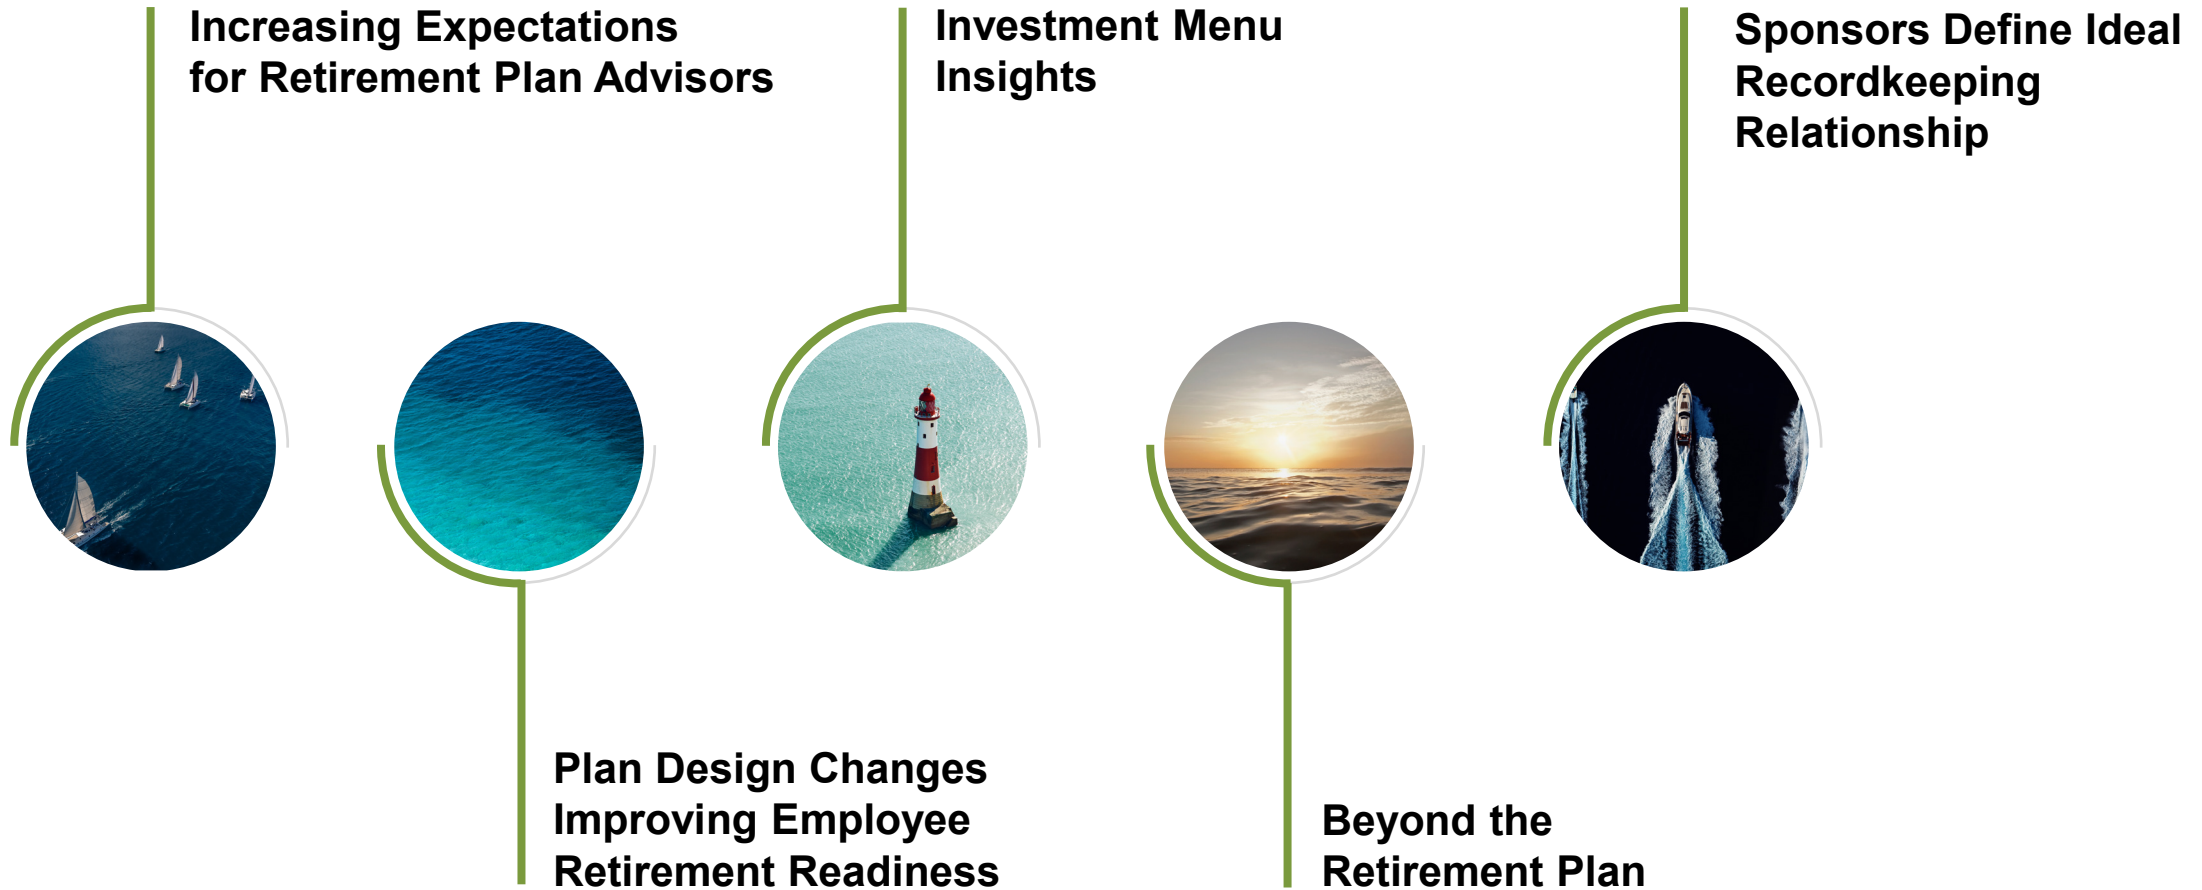 Increasing Expectations
for Retirement Plan Advisors
Plan Design Changes
Improving Employee
Retirement Readiness
Investment Menu
Insights
Beyond the
Retirement Plan
Sponsors Define Ideal
Recordkeeping
Relationship